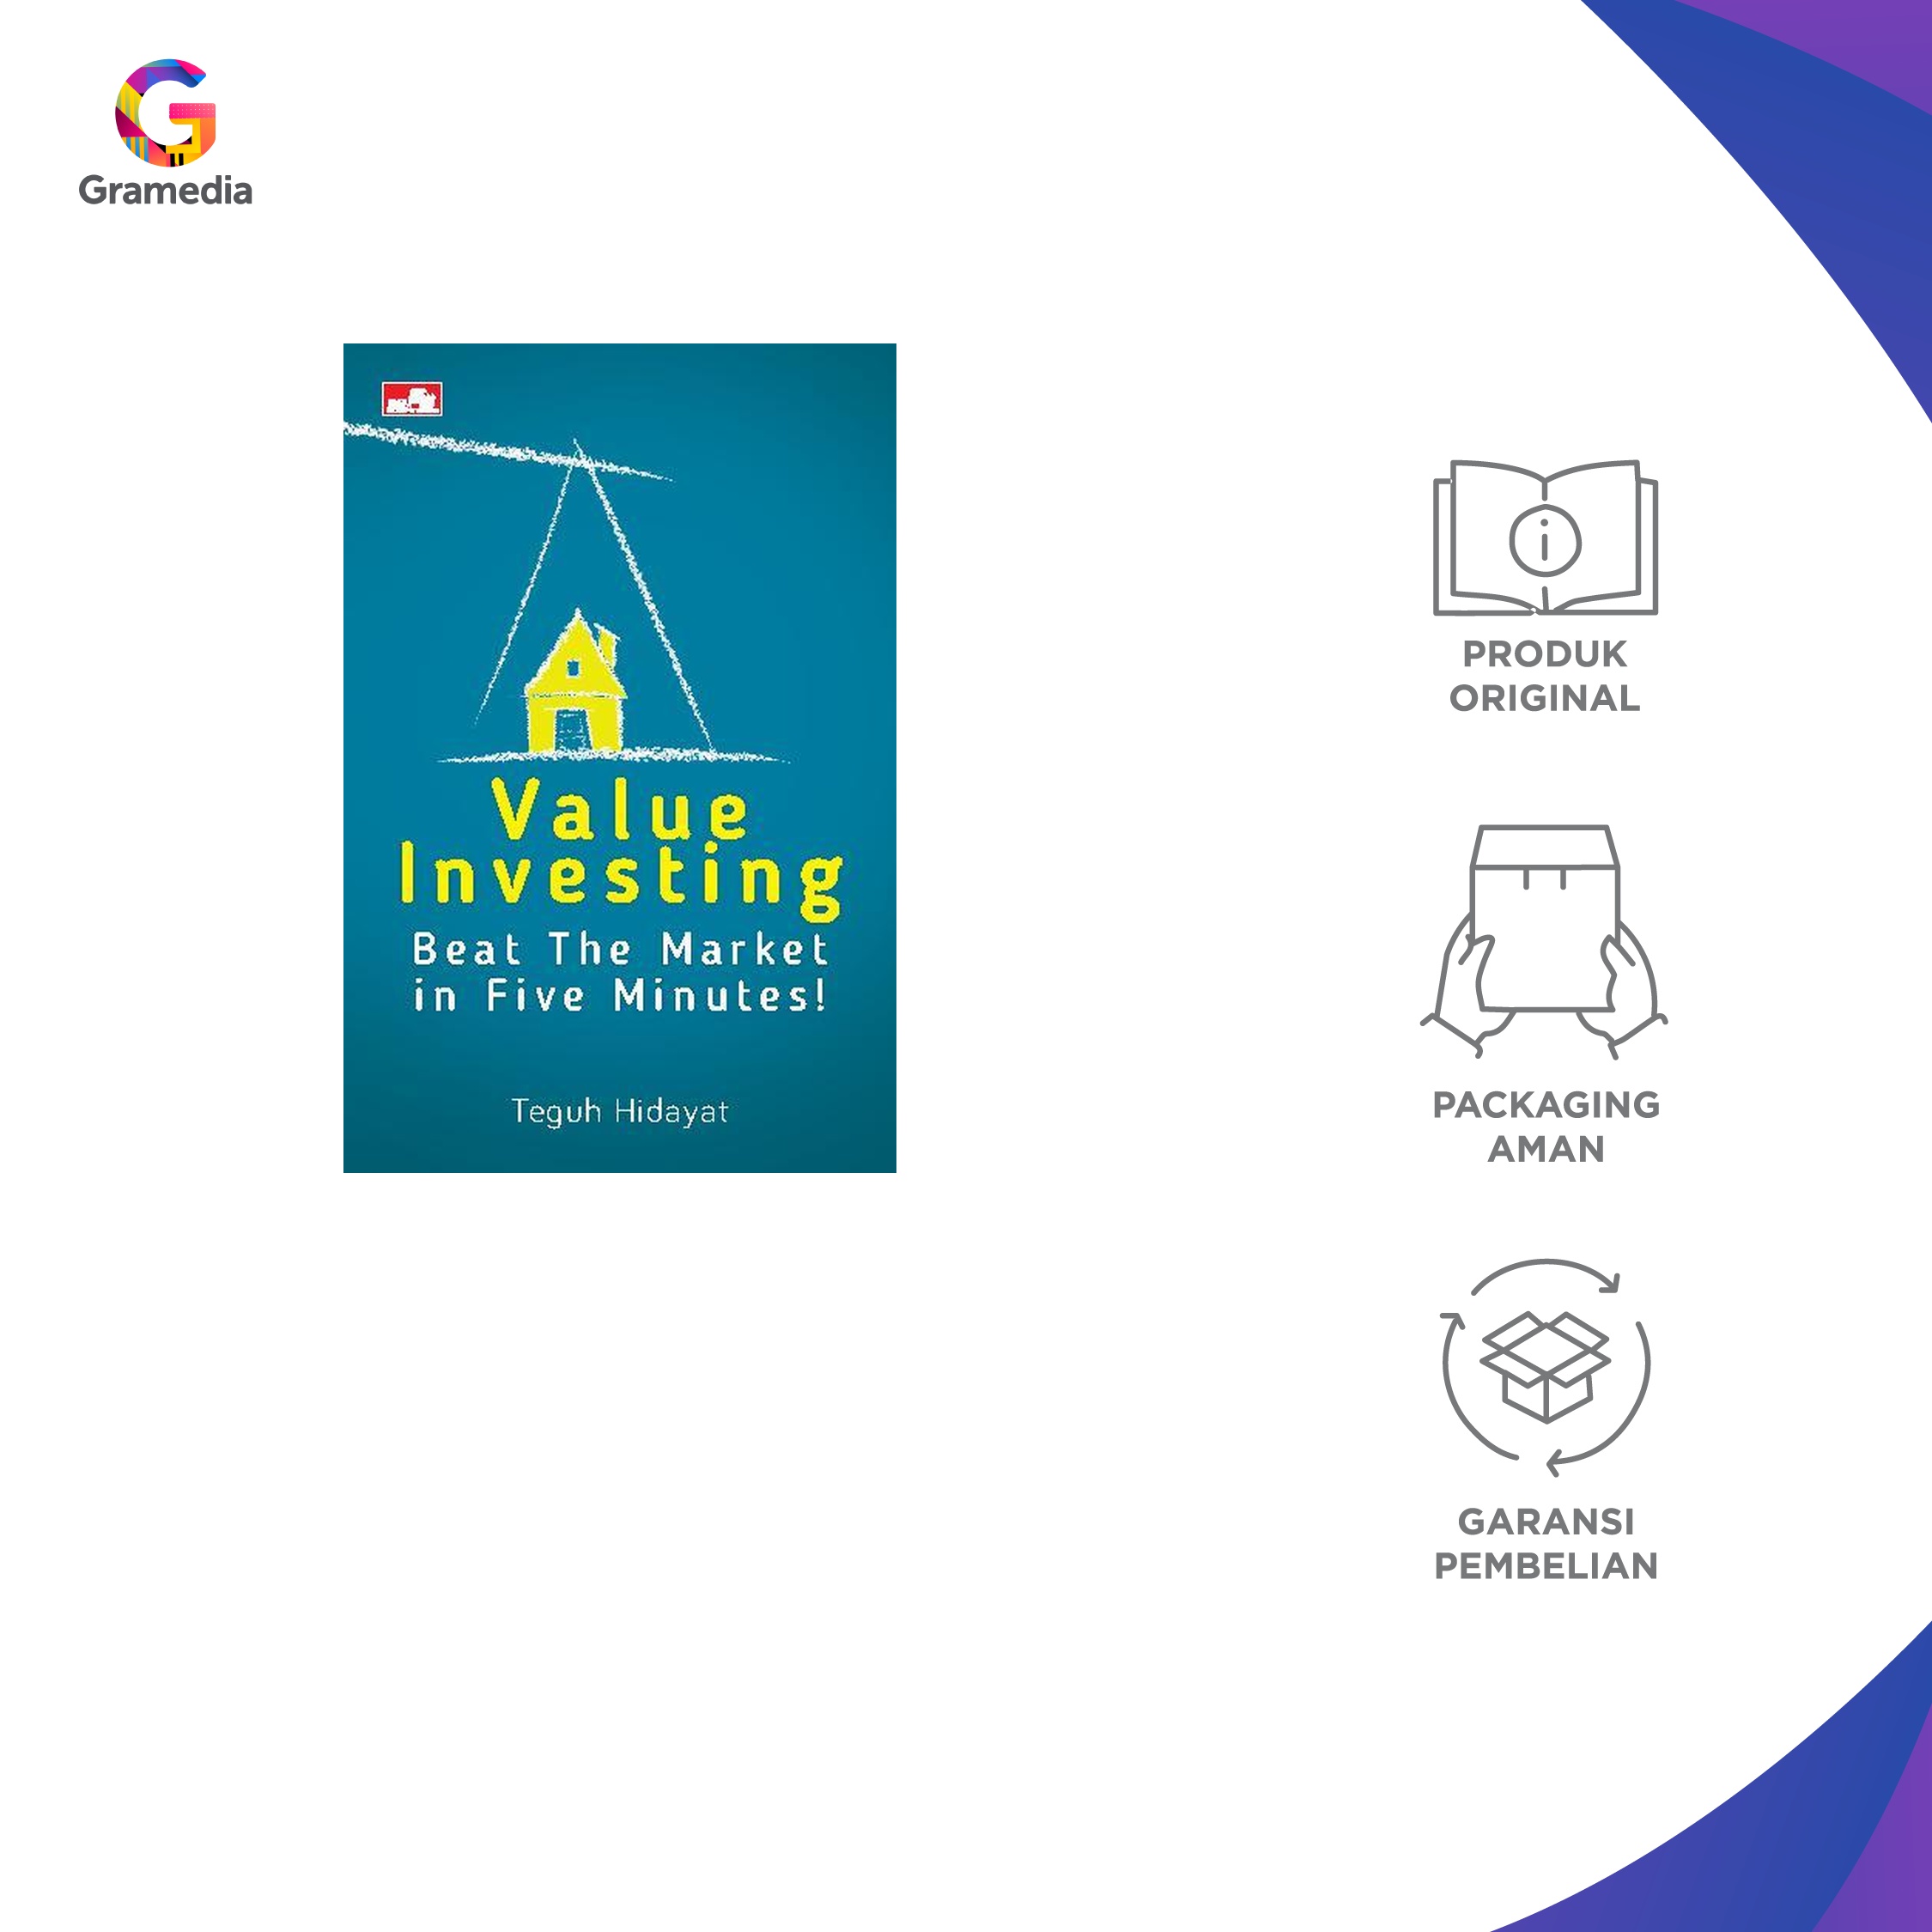 Gramedia
Value
Investing
Beat The Market
in Five Minutes!
Teguh Hidayat
PRODUK
ORIGINAL
PACKAGING
AMAN
GARANSI
PEMBELIAN